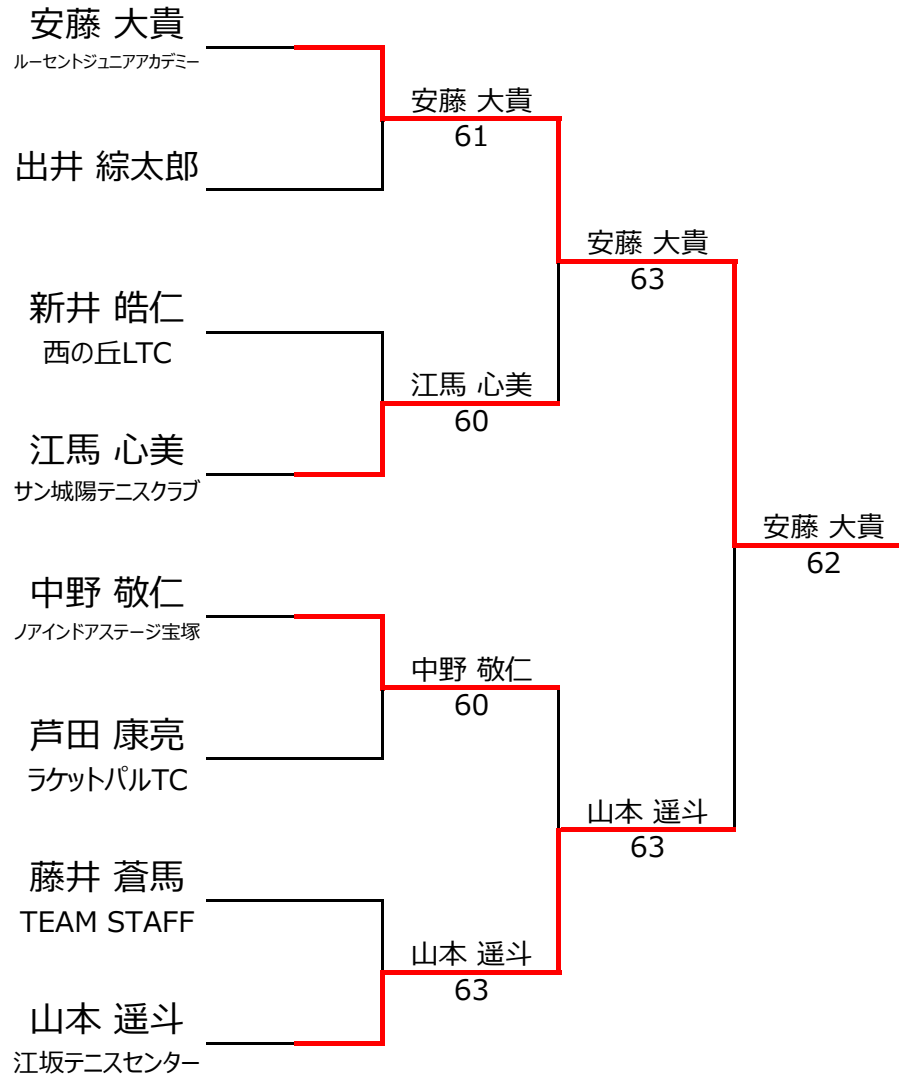 安藤 大貴
ルーセントジュニアアカデミー
安藤 大貴
61
出井 綜太郎
安藤 大貴
63
新井 皓仁
西の丘LTC
江馬 心美
60
江馬 心美
サン城陽テニスクラブ
安藤 大貴
62
中野 敬仁
ノアインドアステージ宝塚
中野 敬仁
60
芦田 康亮
ラケットパルTC
山本 遥斗
63
藤井 蒼馬
TEAM STAFF
山本 遥斗
63
山本 遥斗
江坂テニスセンター